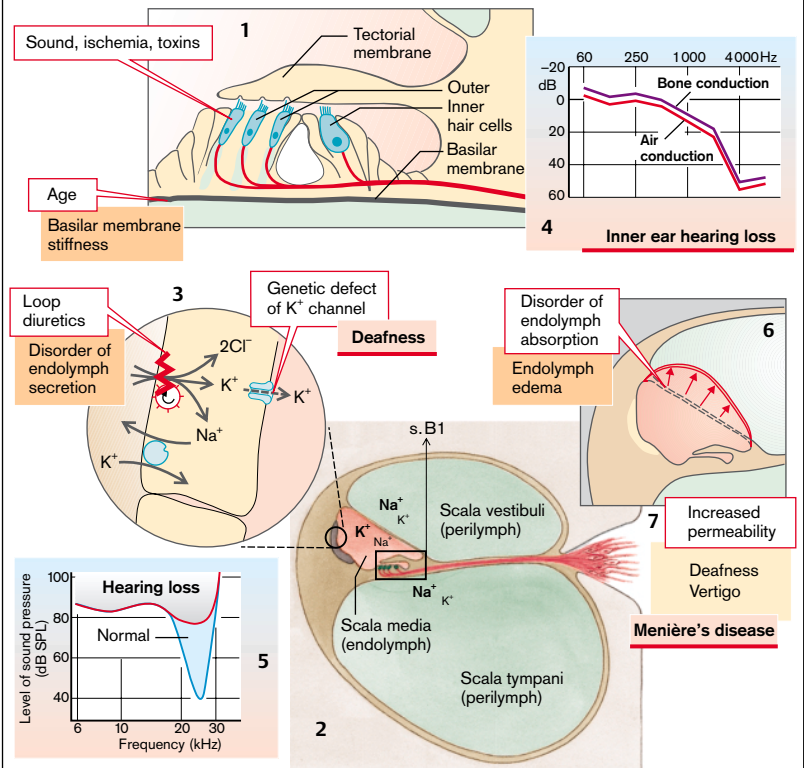 1
Sound, ischemia, toxins
Tectorial
membrane
Outer
Inner
hair cells
Basilar
membrane
Age
Basilar membrane
stiffness
60 250 1000 4000Hz
–20
dB
0
20
40
60
Bone conduction
Air
conduction
4
Inner ear hearing loss
3
Loop
diuretics
Disorder of
endolymph
secretion
Genetic defect
of K⁺ channel
Deafness
2Cl⁻
K⁺
K⁺
Na⁺
K⁺
Disorder of
endolymph
absorption
Endolymph
edema
6
s.B1
Na⁺
K⁺
K⁺
Na⁺
Scala vestibuli
(perilymph)
Na⁺
K⁺
Scala media
(endolymph)
Scala tympani
(perilymph)
2
7
Increased
permeability
Deafness
Vertigo
Menière’s disease
Level of sound pressure
(dB SPL)
100
80
60
40
Hearing loss
Normal
5
6 10 20 30
Frequency (kHz)